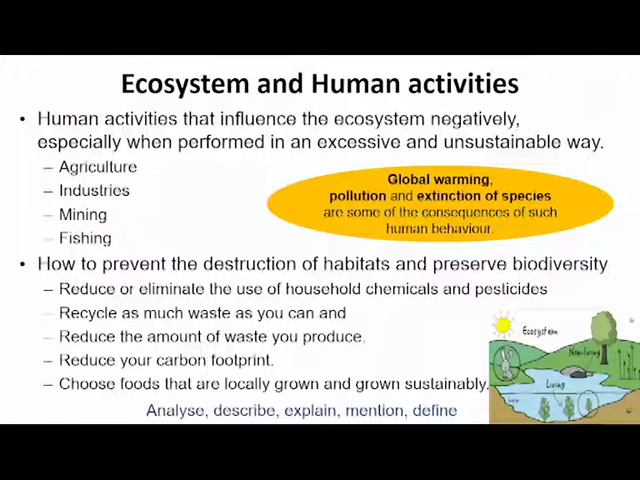 Ecosystem and Human activities
• Human activities that influence the ecosystem negatively,
especially when performed in an excessive and unsustainable way.
– Agriculture
– Industries
– Mining
– Fishing
Global warming,
pollution and extinction of species
are some of the consequences of such
human behaviour.
• How to prevent the destruction of habitats and preserve biodiversity
– Reduce or eliminate the use of household chemicals and pesticides
– Recycle as much waste as you can and
– Reduce the amount of waste you produce.
– Reduce your carbon footprint.
– Choose foods that are locally grown and grown sustainably.
Ecosystem
Non-living
Living
Analyse, describe, explain, mention, define